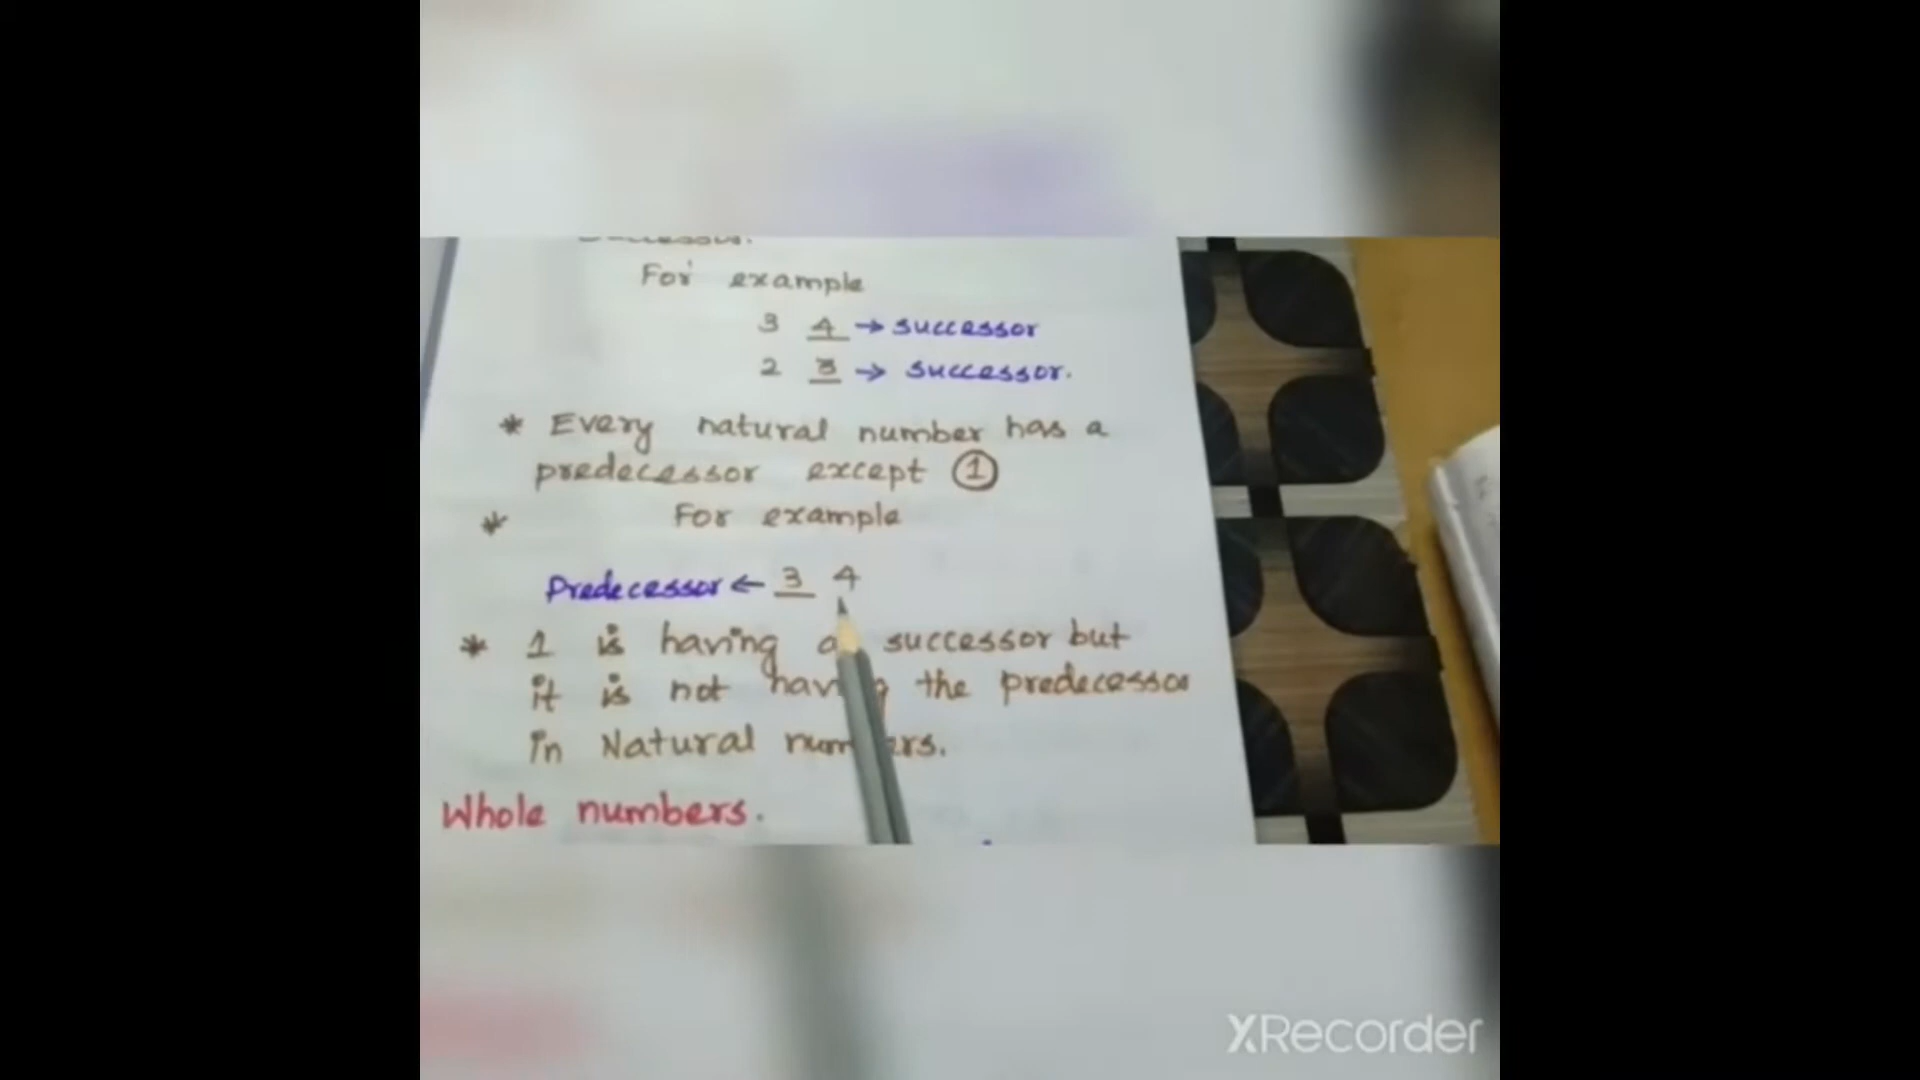 Successor.
For example
3 4 → successor
2 3 → successor.
* Every natural number has a
predecessor except 1
* For example
Predecessor ← 3 4
* 1 is having a successor but
it is not having the predecessor
in Natural numbers.
Whole numbers.
XRecorder